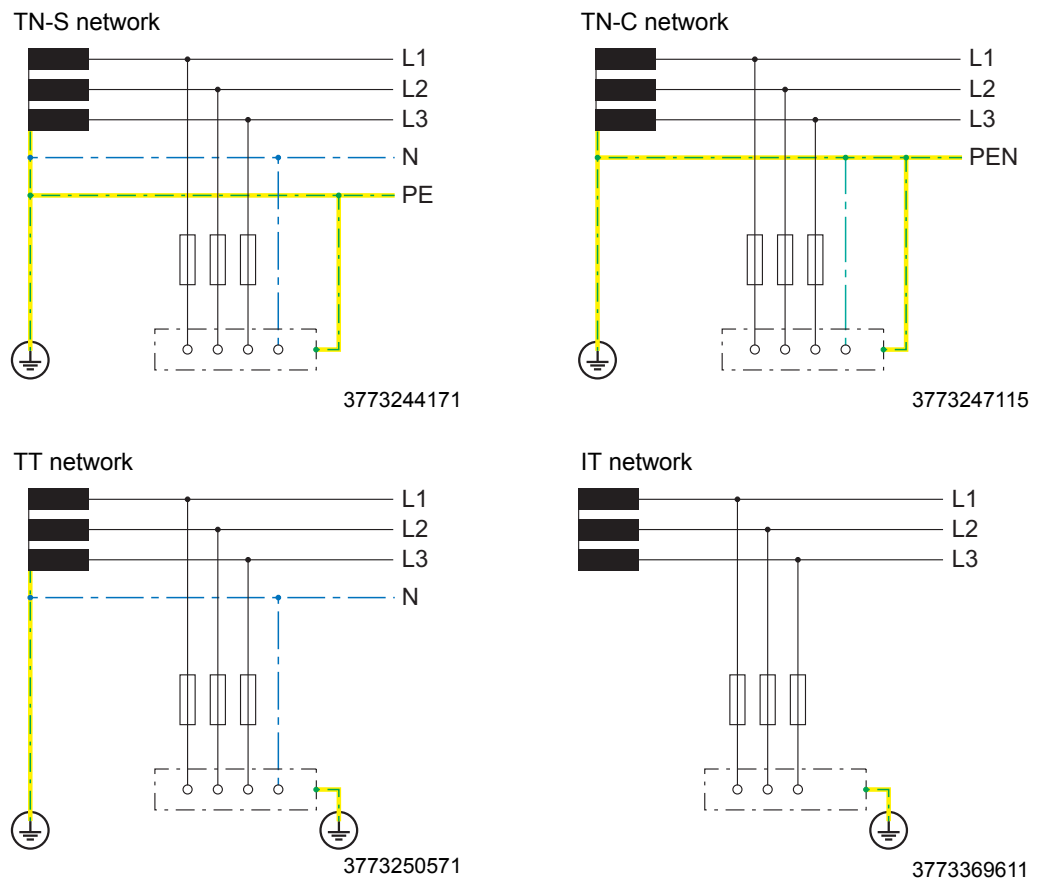 TN-S network
L1
L2
L3
N
PE
3773244171
TN-C network
L1
L2
L3
PEN
3773247115
TT network
L1
L2
L3
N
3773250571
IT network
L1
L2
L3
3773369611